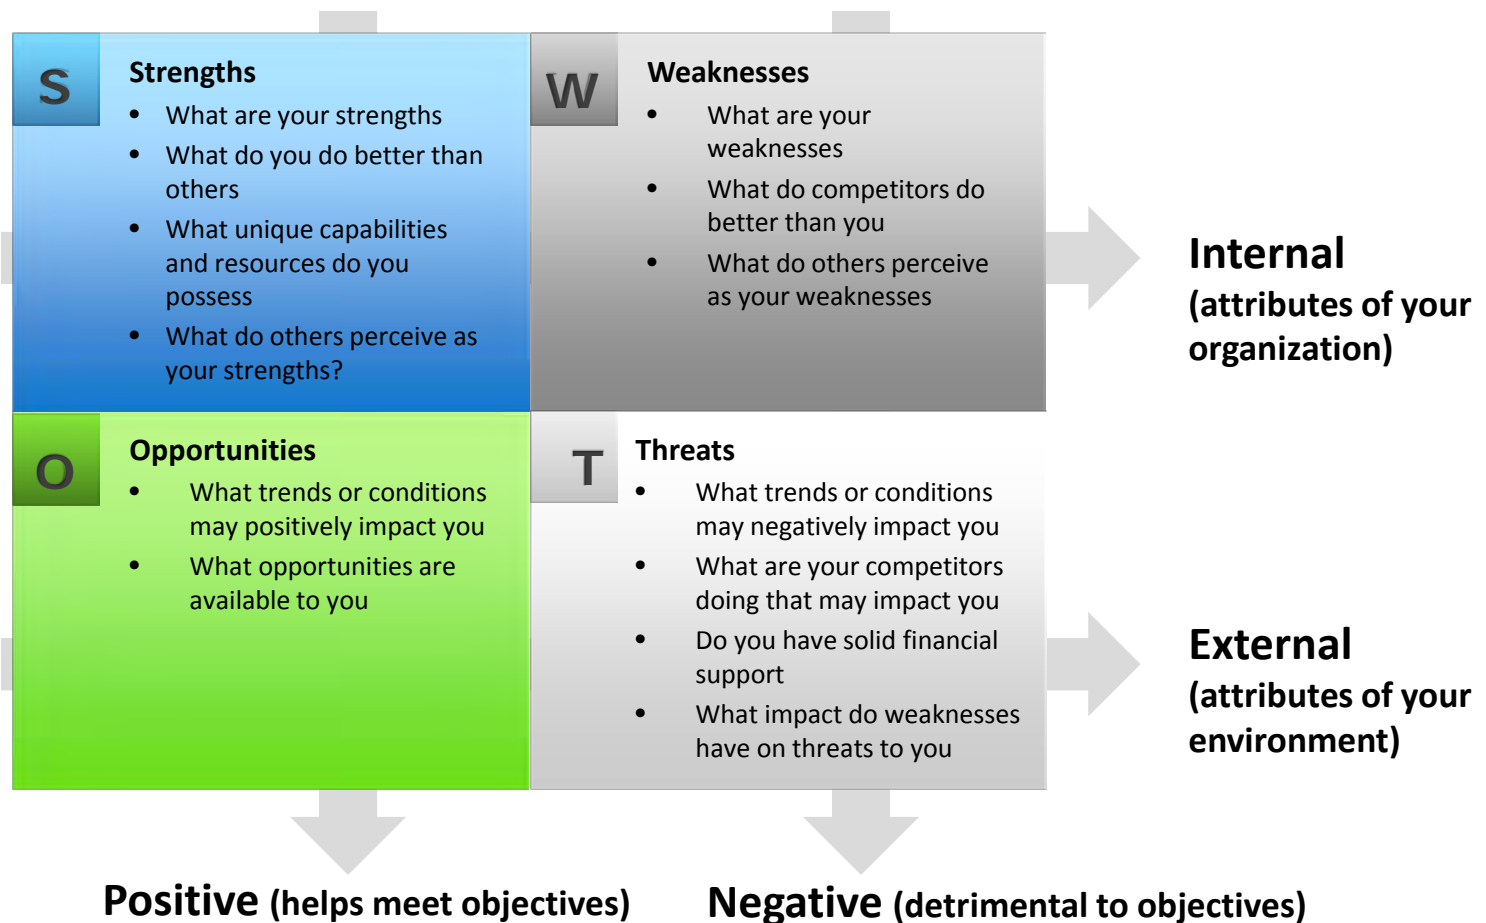 S
Strengths
• What are your strengths
• What do you do better than
others
• What unique capabilities
and resources do you
possess
• What do others perceive as
your strengths?
W
Weaknesses
• What are your
weaknesses
• What do competitors do
better than you
• What do others perceive
as your weaknesses
Internal
(attributes of your
organization)
O
Opportunities
• What trends or conditions
may positively impact you
• What opportunities are
available to you
T
Threats
• What trends or conditions
may negatively impact you
• What are your competitors
doing that may impact you
• Do you have solid financial
support
• What impact do weaknesses
have on threats to you
External
(attributes of your
environment)
Positive (helps meet objectives)
Negative (detrimental to objectives)